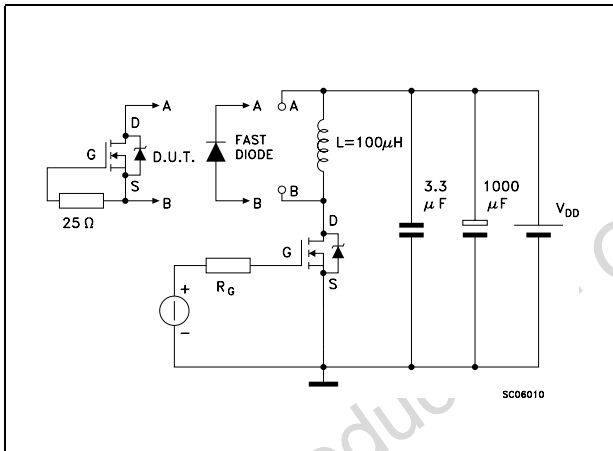 A
A
A
D
G
D.U.T.
FAST
DIODE
L=100μH
S
B
B
B
25 Ω
3.3
μF
1000
μF
VDD
D
G
S
RG
+
−
SC06010